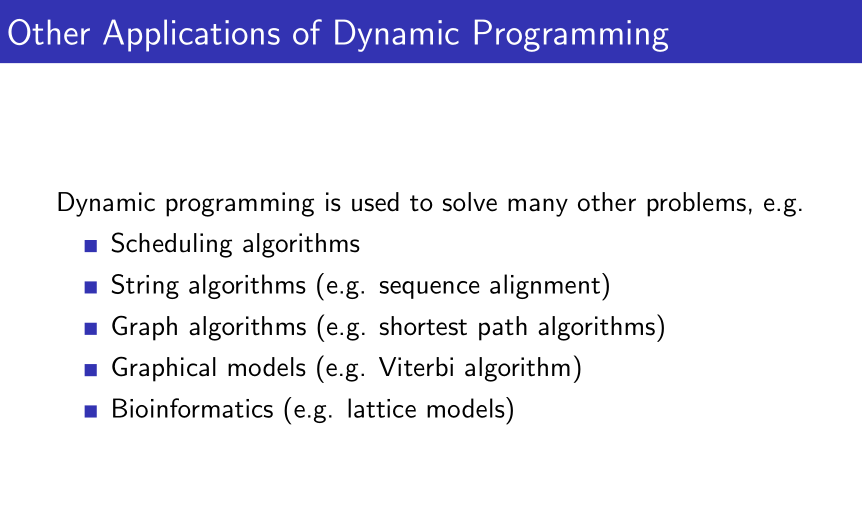 Other Applications of Dynamic Programming
Dynamic programming is used to solve many other problems, e.g.
Scheduling algorithms
String algorithms (e.g. sequence alignment)
Graph algorithms (e.g. shortest path algorithms)
Graphical models (e.g. Viterbi algorithm)
Bioinformatics (e.g. lattice models)